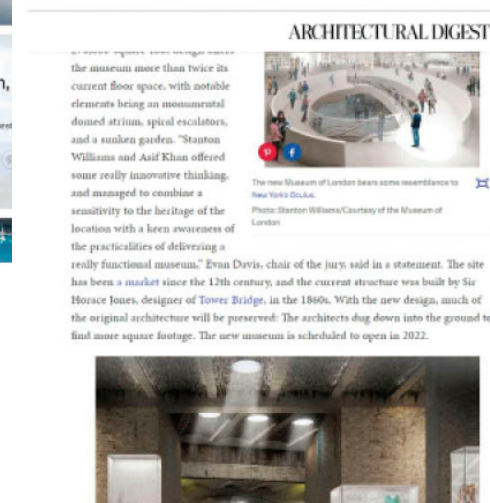 ARCHITECTURAL DIGEST
the museum more than twice its
current floor space, with notable
elements being an monumental
domed atrium, spiral escalators,
and a sunken garden. "Stanton
Williams and Asif Khan offered
some really innovative thinking,
and managed to combine a
sensitivity to the heritage of the
location with a keen awareness of
the practicalities of delivering a
The new Museum of London bears some resemblance to
New York's Oculus.
Photo: Stanton Williams/Courtesy of the Museum of
London
really functional museum," Evan Davis, chair of the jury, said in a statement. The site
has been a market since the 12th century, and the current structure was built by Sir
Horace Jones, designer of Tower Bridge, in the 1860s. With the new design, much of
the original architecture will be preserved: The architects dug down into the ground to
find more square footage. The new museum is scheduled to open in 2022.